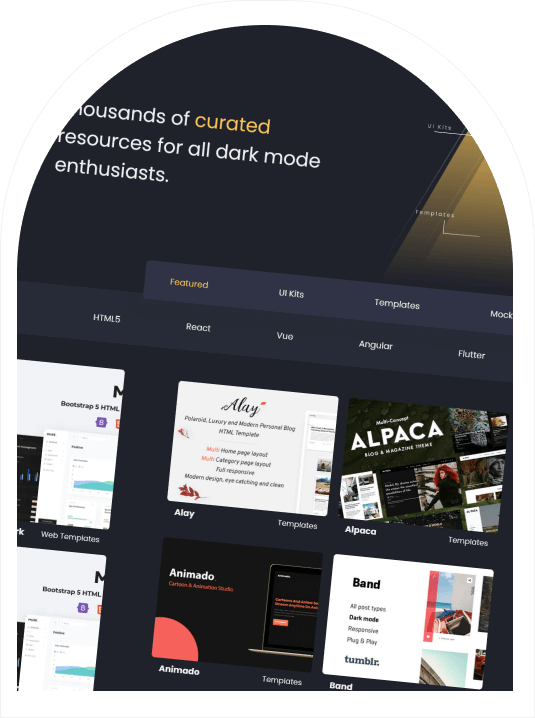 housands of curated
resources for all dark mode
enthusiasts.
UI Kits
Templates
Featured
UI Kits
Templates
Mock
HTML5
React
Vue
Angular
Flutter
M
Bootstrap 5 HTML
B
Web Templates
Alay
Polaroid, Luxury and Modern Personal Blog
HTML Template
Multi Home page layout
Multi Category page layout
Full responsive
Modern design, eye catching and clean
Alay
Templates
Multi-Concept
ALPACA
BLOG & MAGAZINE THEME
Alpaca
Templates
M
Bootstrap 5 HTML
B
Animado
Cartoon & Animation Studio
Animado
Templates
Band
All post types
Dark mode
Responsive
Plug & Play
tumblr.
Band